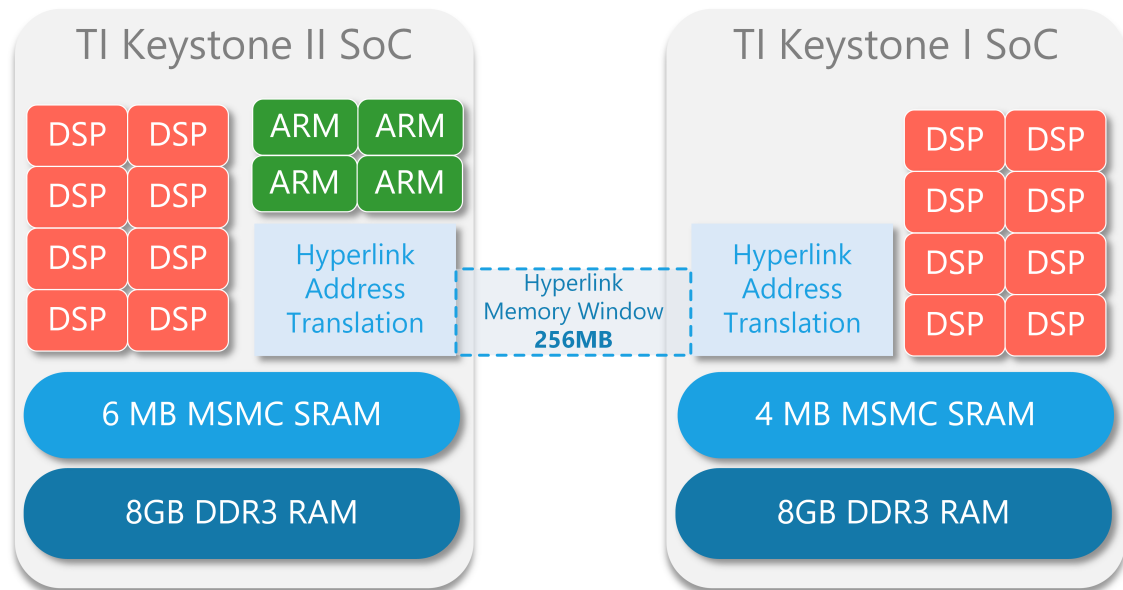 TI Keystone II SoC
DSP DSP
DSP DSP
DSP DSP
DSP DSP
ARM ARM
ARM ARM
Hyperlink
Address
Translation
6 MB MSMC SRAM
8GB DDR3 RAM
Hyperlink
Memory Window
256MB
TI Keystone I SoC
Hyperlink
Address
Translation
DSP DSP
DSP DSP
DSP DSP
DSP DSP
4 MB MSMC SRAM
8GB DDR3 RAM